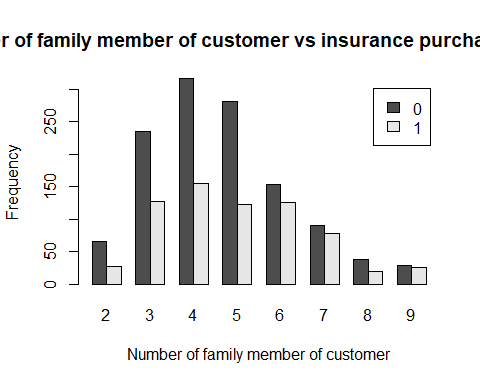 er of family member of customer vs insurance purcha
Frequency
250
150
50
0
0
1
2 3 4 5 6 7 8 9
Number of family member of customer